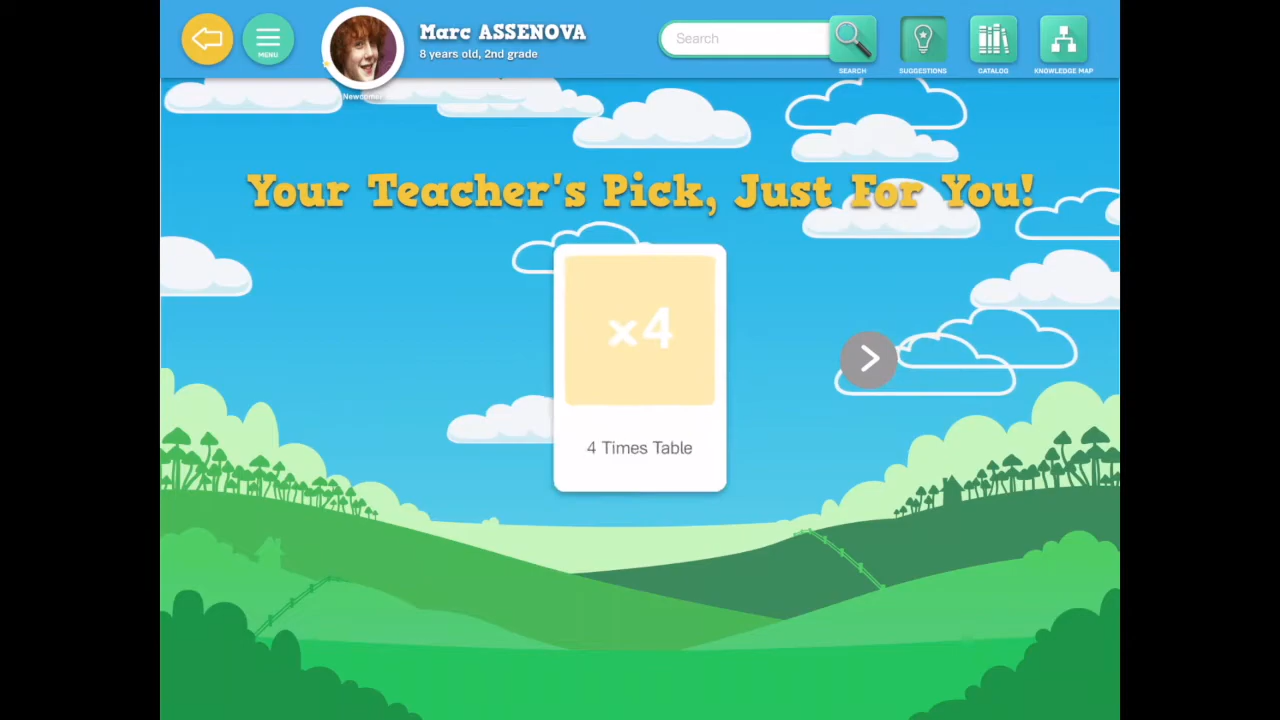 Marc ASSENOVA
8 years old, 2nd grade
Search
MENU
SEARCH
SUGGESTIONS
CATALOG
KNOWLEDGE MAP
Newcomer
Your Teacher's Pick, Just For You!
×4
4 Times Table